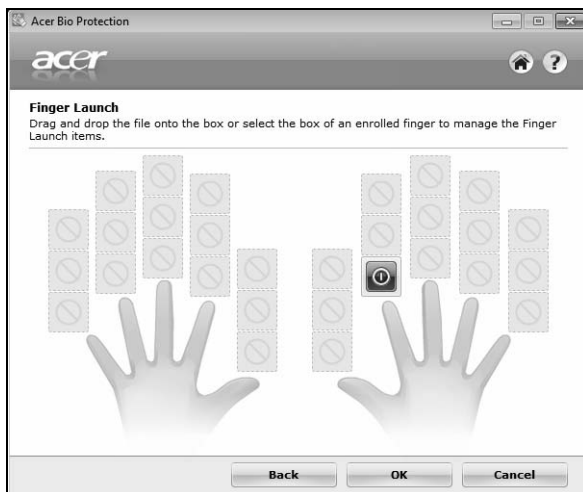 Acer Bio Protection
acer
?
Finger Launch
Drag and drop the file onto the box or select the box of an enrolled finger to manage the Finger
Launch items.
Back OK Cancel